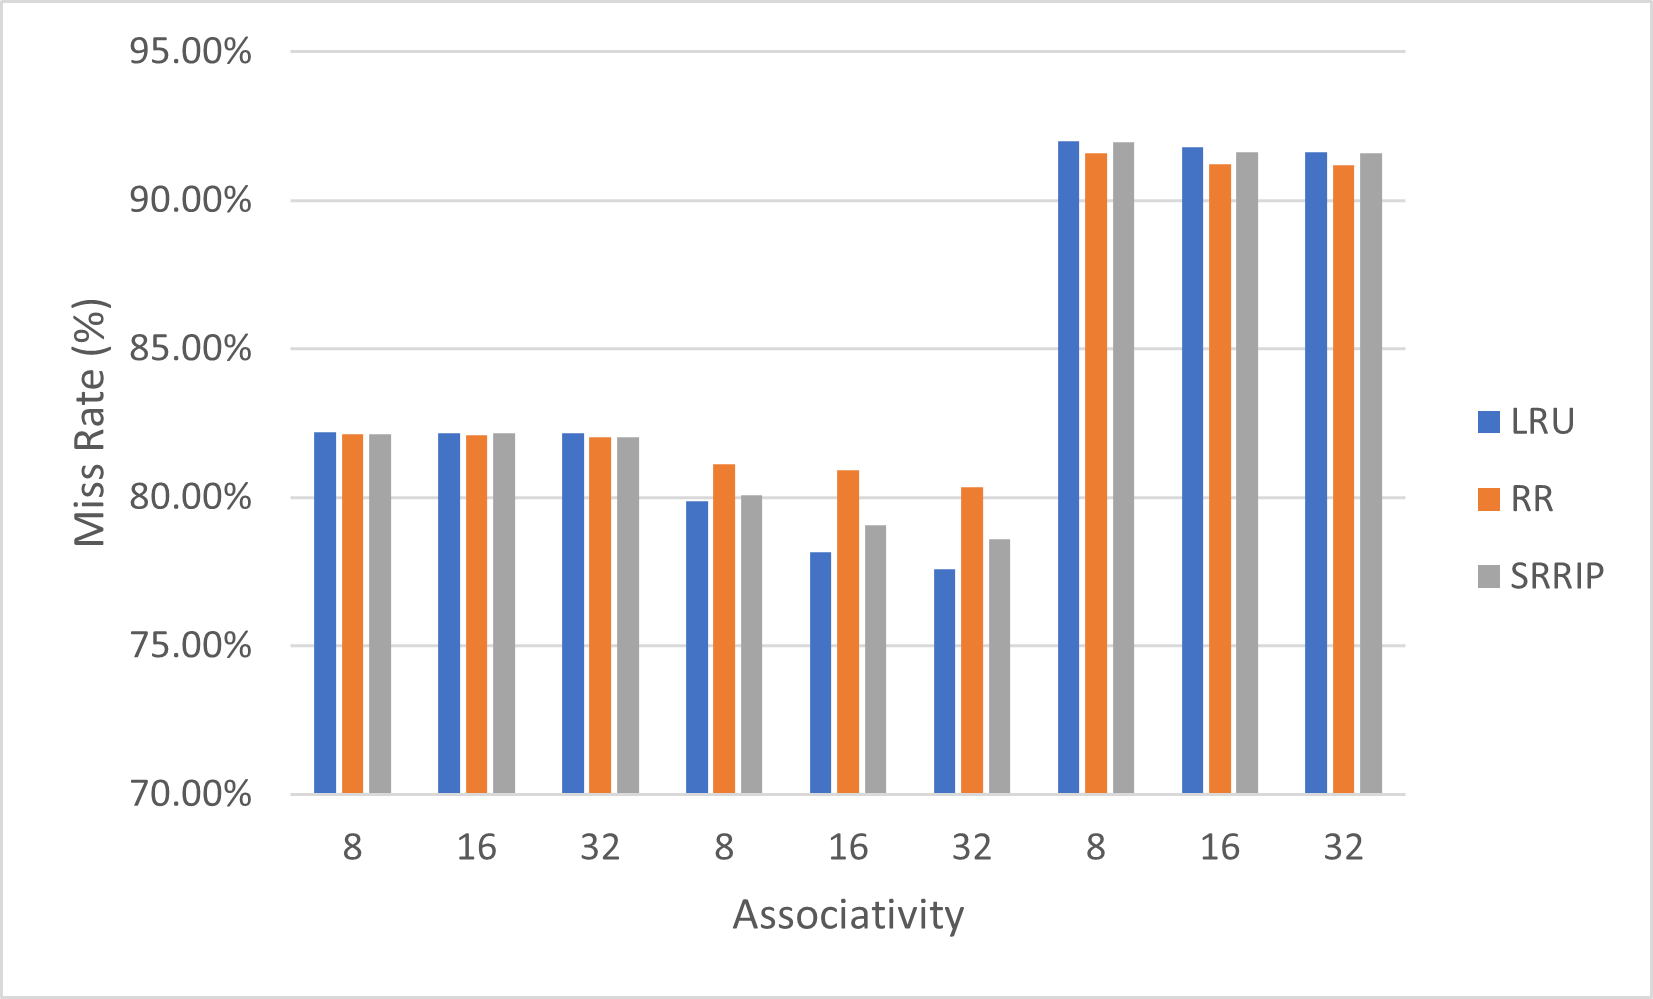 95.00%
90.00%
85.00%
80.00%
75.00%
70.00%
Miss Rate (%)
8 16 32 8 16 32 8 16 32
Associativity
LRU
RR
SRRIP